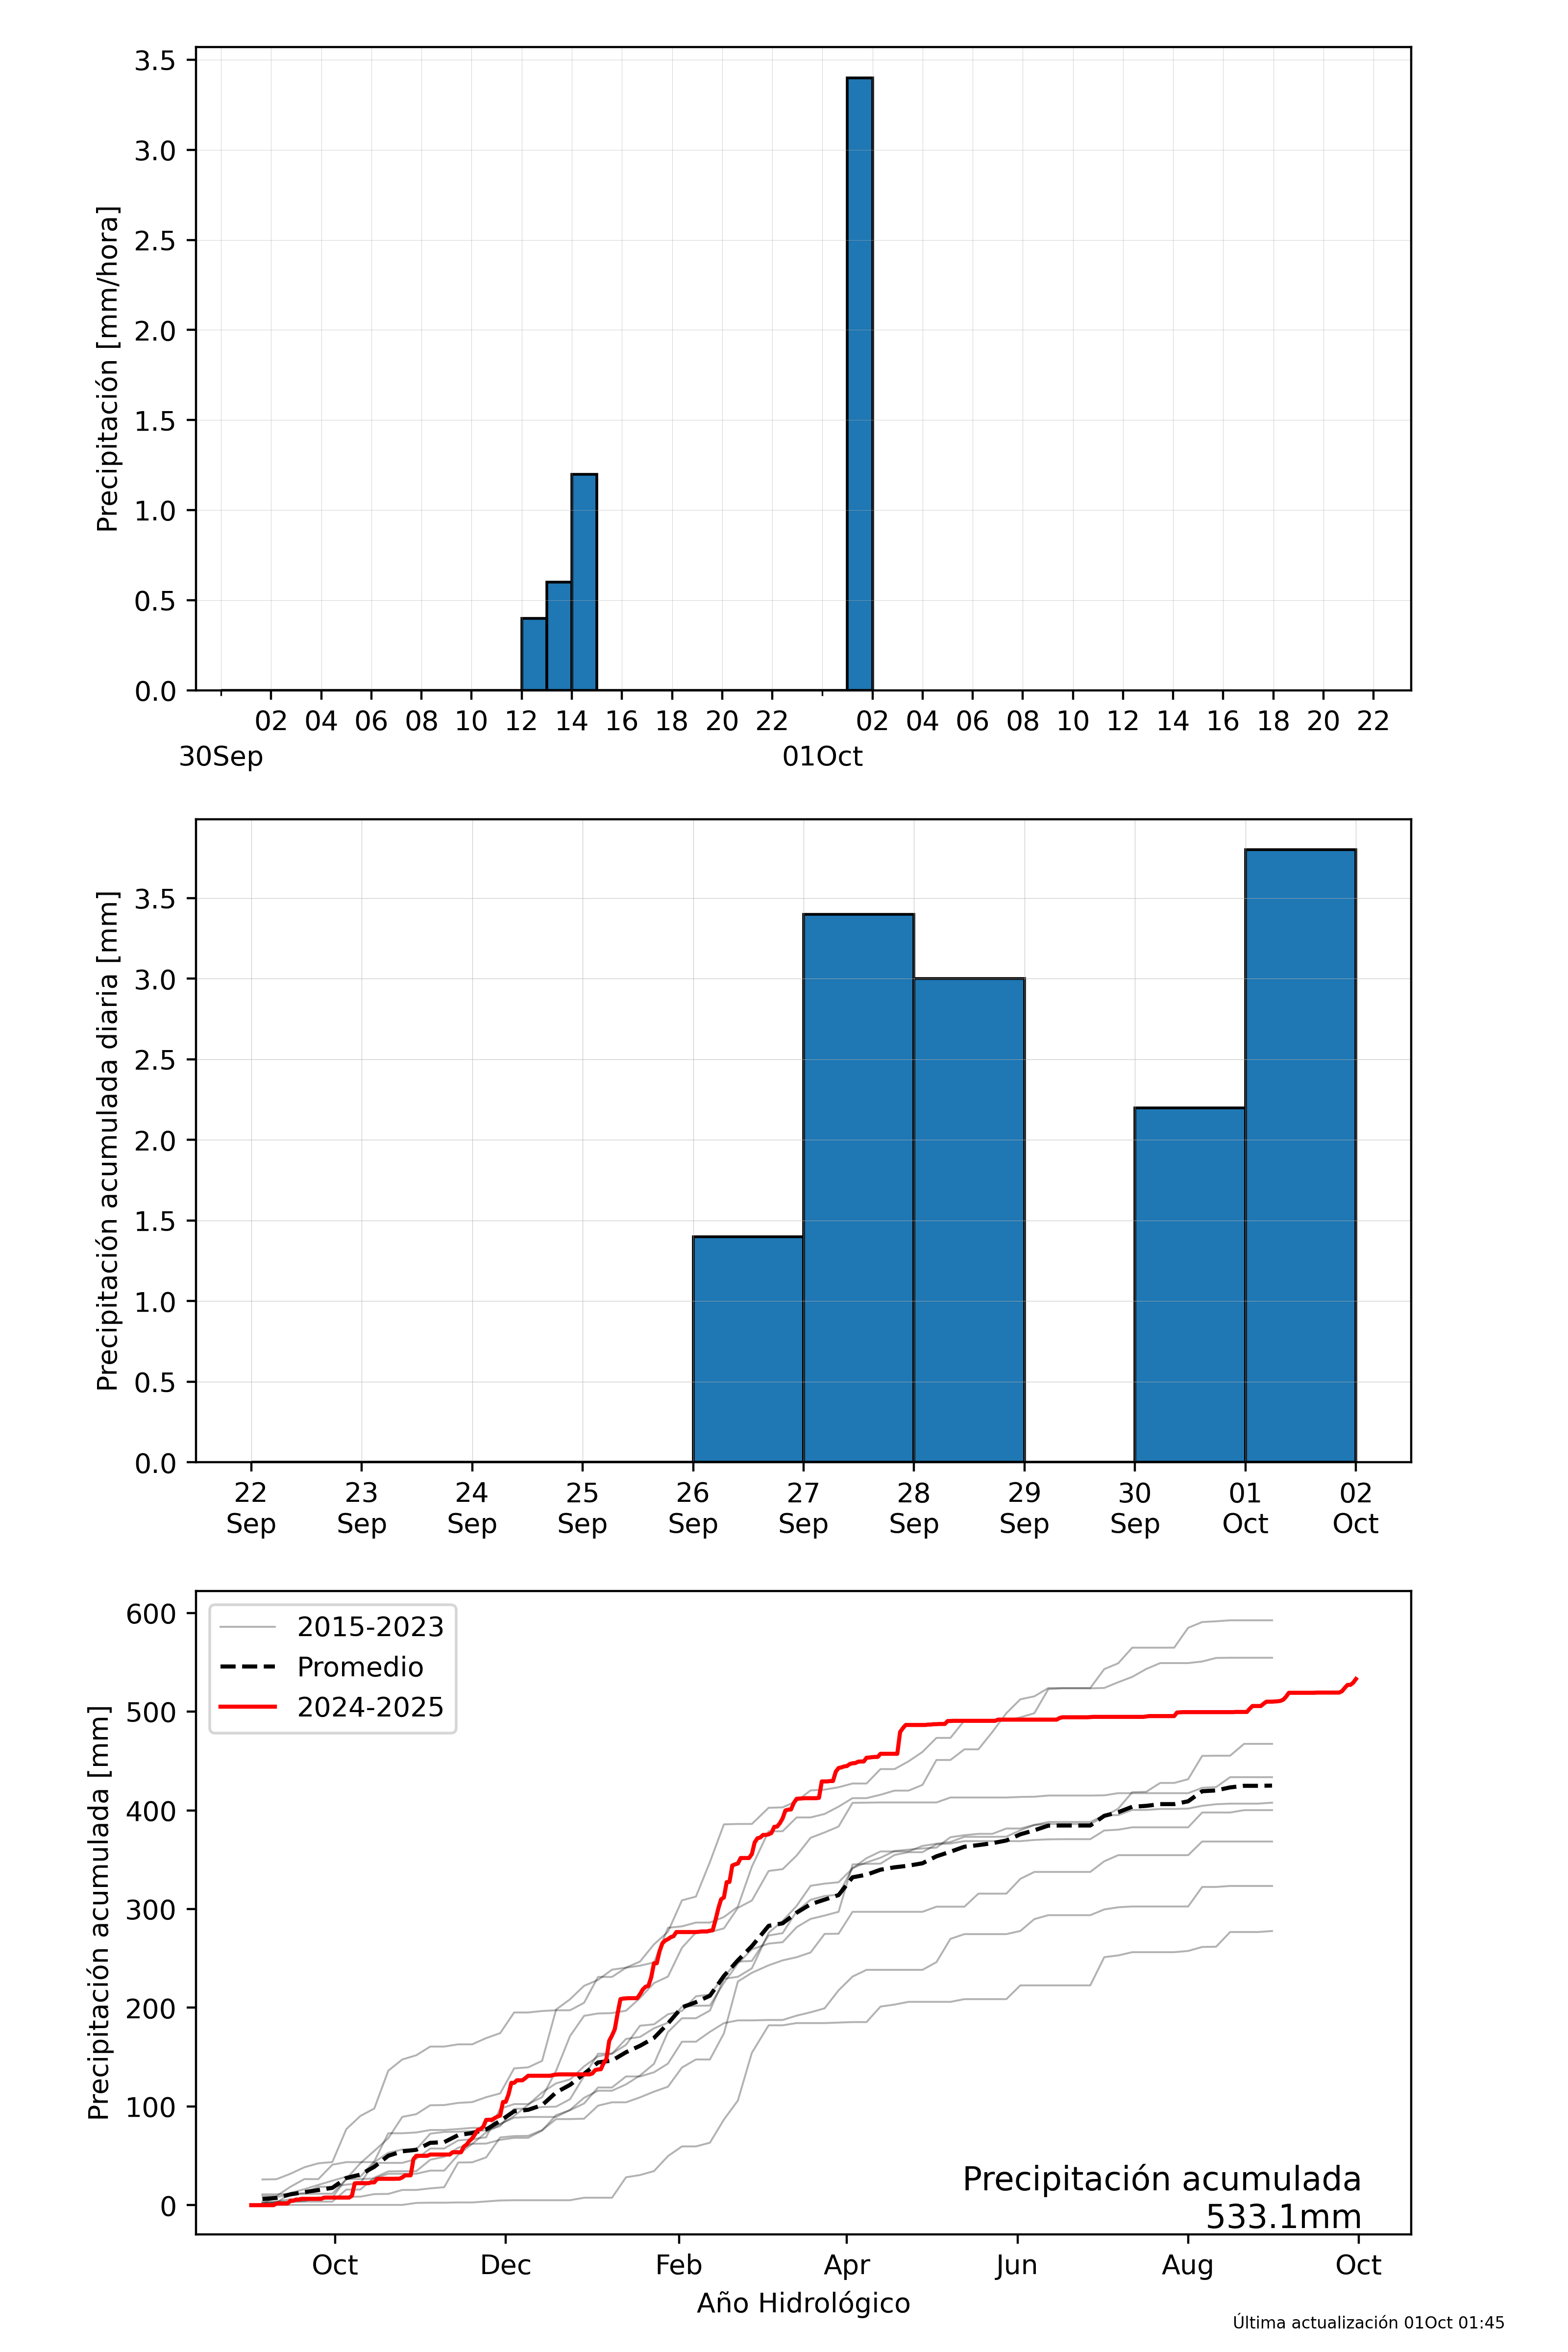 Precipitación [mm/hora]
3.5
3.0
2.5
2.0
1.5
1.0
0.5
0.0
02 04 06 08 10 12 14 16 18 20 22 02 04 06 08 10 12 14 16 18 20 22
30Sep 01Oct
Precipitación acumulada diaria [mm]
3.5
3.0
2.5
2.0
1.5
1.0
0.5
0.0
22 23 24 25 26 27 28 29 30 01 02
Sep Sep Sep Sep Sep Sep Sep Sep Sep Oct Oct
Precipitación acumulada [mm]
600
500
400
300
200
100
0
2015-2023
Promedio
2024-2025
Precipitación acumulada
533.1mm
Oct Dec Feb Apr Jun Aug Oct
Año Hidrológico
Última actualización 01Oct 01:45